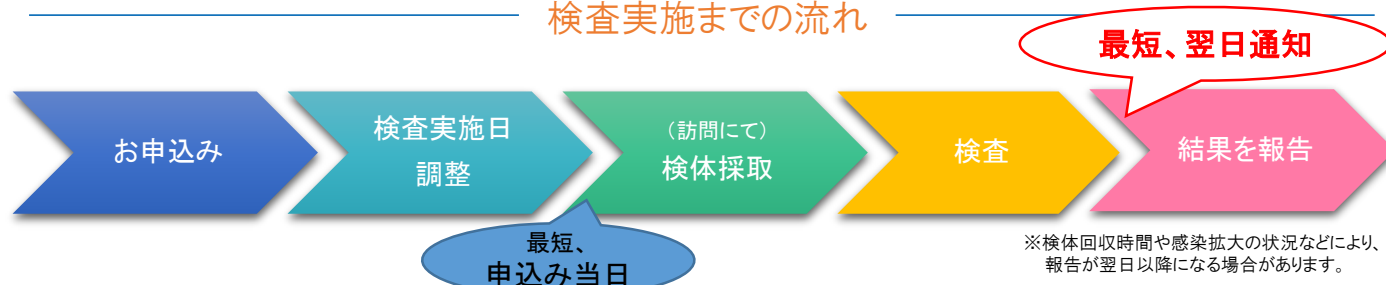 検査実施までの流れ
最短、翌日通知
お申込み
検査実施日
調整
（訪問にて）
検体採取
検査
結果を報告
最短、
申込み当日
※検体回収時間や感染拡大の状況などにより、
報告が翌日以降になる場合があります。